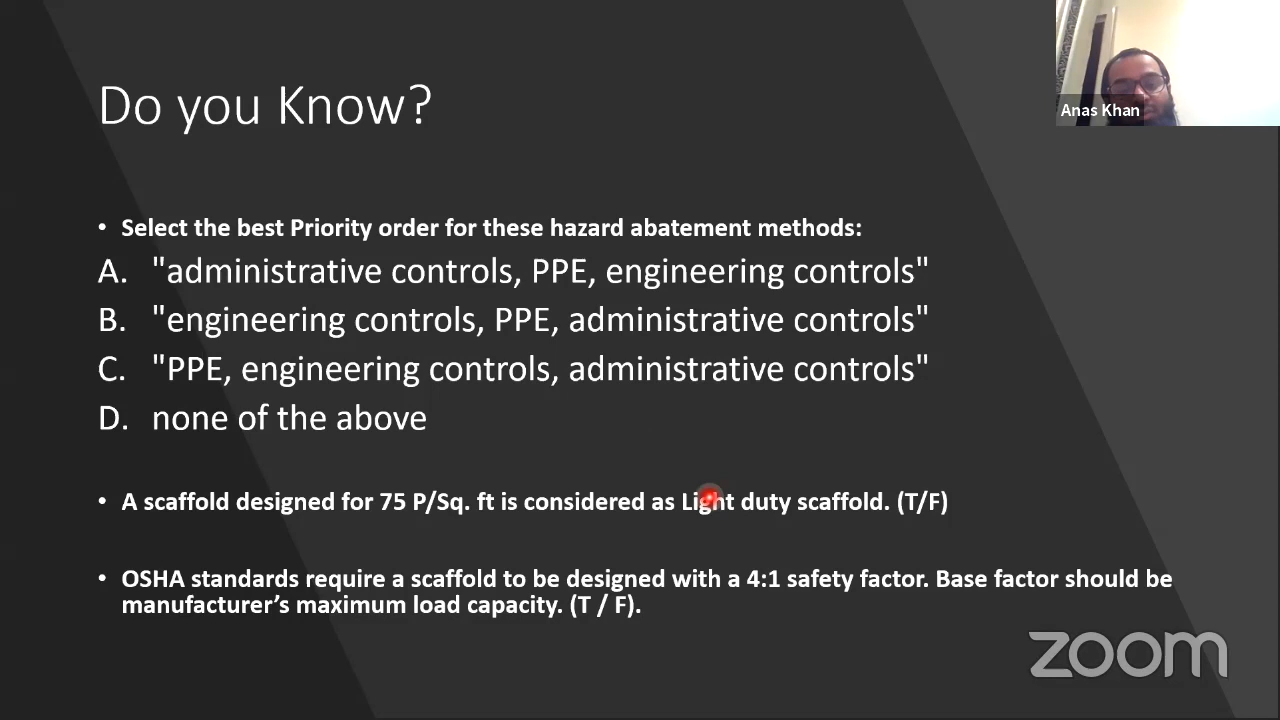 Do you Know?
Anas Khan
• Select the best Priority order for these hazard abatement methods:
A. "administrative controls, PPE, engineering controls"
B. "engineering controls, PPE, administrative controls"
C. "PPE, engineering controls, administrative controls"
D. none of the above
• A scaffold designed for 75 P/Sq. ft is considered as Light duty scaffold. (T/F)
• OSHA standards require a scaffold to be designed with a 4:1 safety factor. Base factor should be
manufacturer’s maximum load capacity. (T / F).
zoom